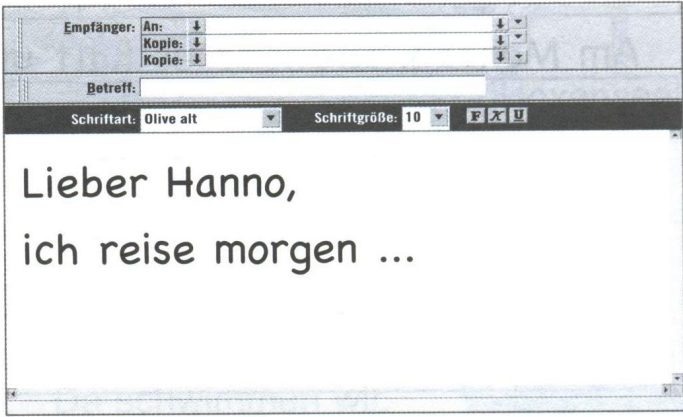 Empfänger: An:
Kopie:
Kopie:
Betreff:
Schriftart: Olive alt Schriftgröße: 10 F X U
Lieber Hanno,
ich reise morgen ...